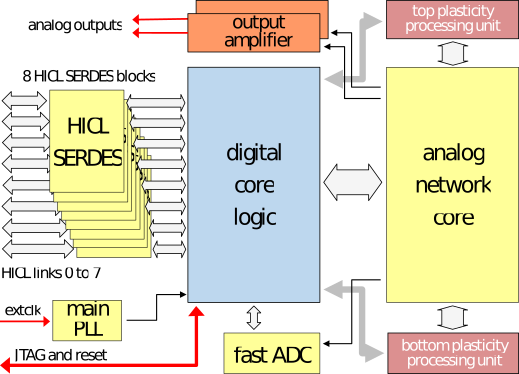 analog outputs
output
amplifier
top plasticity
processing unit
8 HICL SERDES blocks
HICL
SERDES
digital
core
logic
analog
network
core
HICL links 0 to 7
extclk
main
PLL
JTAG and reset
fast ADC
bottom plasticity
processing unit